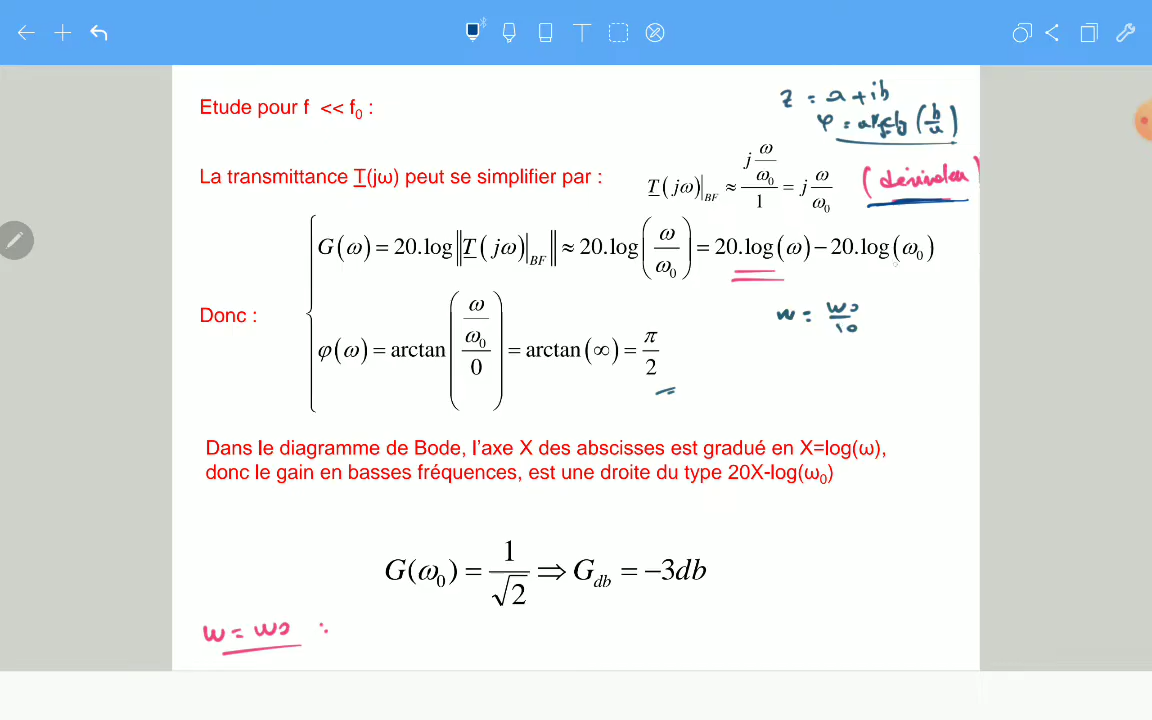 Etude pour f << f₀ :
z = a + ib
φ = arctg (b/a)
La transmittance T(jω) peut se simplifier par :
T(jω)|BF ≈ (j ω/ω₀)/1 = j ω/ω₀
(dérivateur)
G(ω) = 20.log‖T(jω)|BF‖ ≈ 20.log(ω/ω₀) = 20.log(ω) − 20.log(ω₀)
Donc :
w = w₀/10
φ(ω) = arctan((ω/ω₀)/0) = arctan(∞) = π/2
Dans le diagramme de Bode, l'axe X des abscisses est gradué en X=log(ω),
donc le gain en basses fréquences, est une droite du type 20X-log(ω₀)
G(ω₀) = 1/√2 ⇒ Gdb = −3db
w = w₀ :